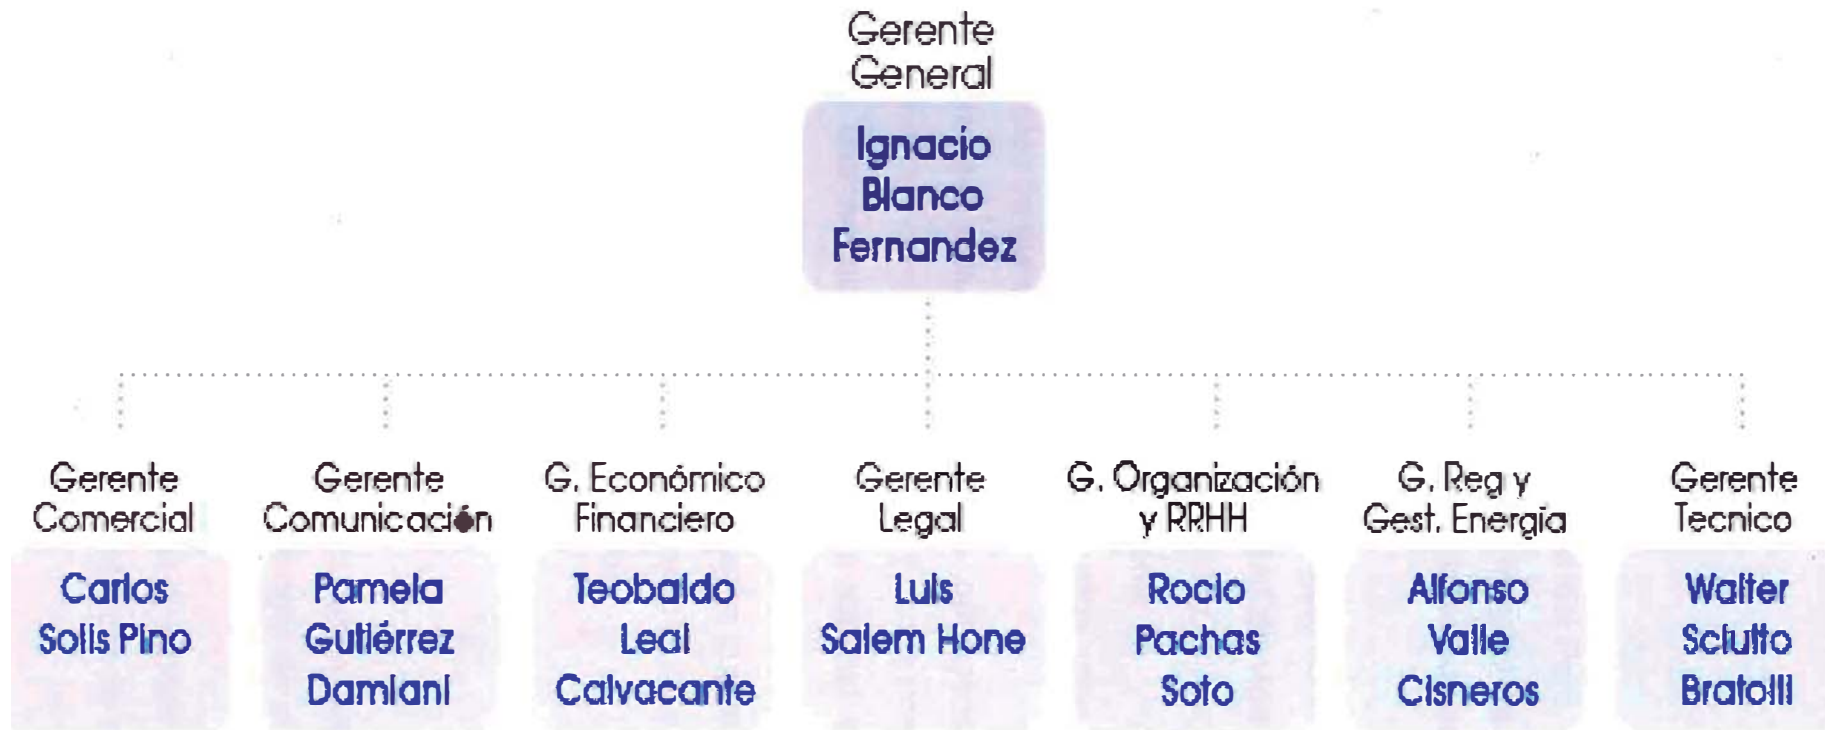 Gerente
General
Ignacio
Blanco
Fernandez
Gerente
Comercial
Carlos
Solis Pino
Gerente
Comunicación
Pamela
Gutiérrez
Damiani
G. Económico
Financiero
Teobaldo
Leal
Calvacante
Gerente
Legal
Luis
Salem Hone
G. Organización
y RRHH
Rocio
Pachas
Soto
G. Reg y
Gest. Energía
Alfonso
Valle
Cisneros
Gerente
Tecnico
Walter
Sciutto
Bratolli